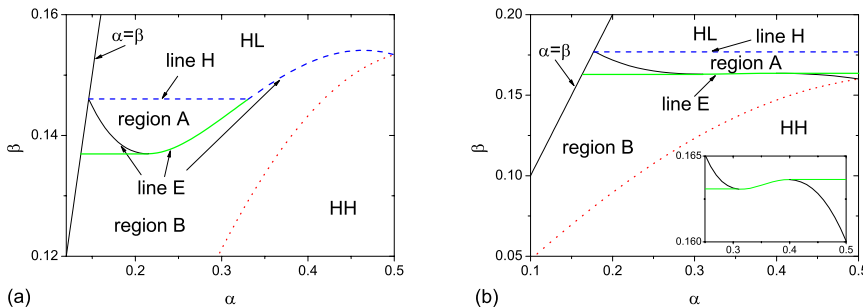 0.16
α=β
HL
line H
region A
0.14
β
line E
region B
HH
0.12
0.2
0.3
0.4
0.5
(a)
α
0.20
HL
α=β
line H
region A
0.15
line E
β
HH
region B
0.10
0.165
0.160
0.3
0.4
0.5
0.05
0.1
0.2
0.3
0.4
0.5
(b)
α